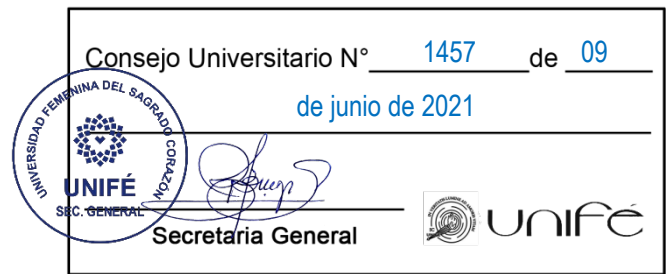 Consejo Universitario N° 1457 de 09
de junio de 2021
UNIVERSIDAD FEMENINA DEL SAGRADO CORAZÓN
UNIFÉ
SEC. GENERAL
Secretaria General
UNIFÉ